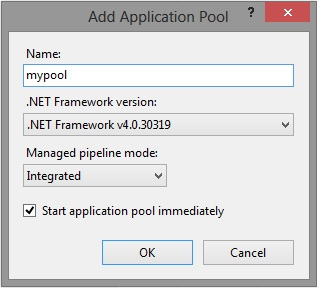 Add Application Pool
?
Name:
mypool
.NET Framework version:
.NET Framework v4.0.30319
Managed pipeline mode:
Integrated
Start application pool immediately
OK
Cancel